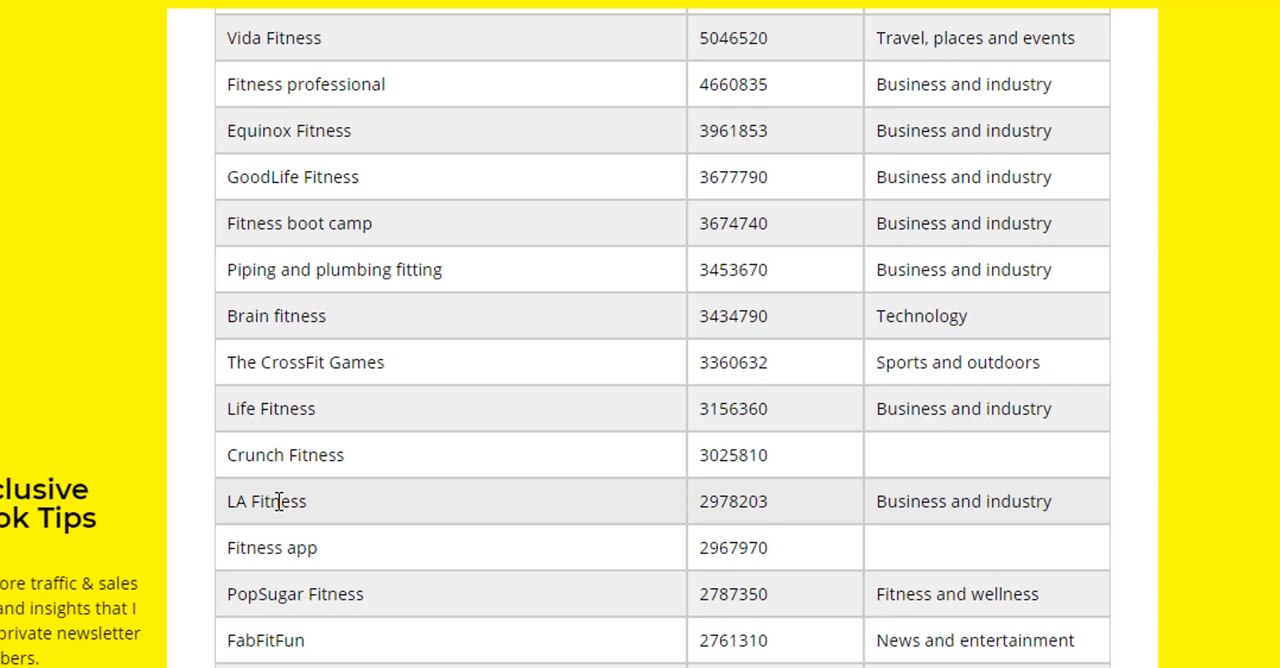 Vida Fitness 5046520 Travel, places and events
Fitness professional 4660835 Business and industry
Equinox Fitness 3961853 Business and industry
GoodLife Fitness 3677790 Business and industry
Fitness boot camp 3674740 Business and industry
Piping and plumbing fitting 3453670 Business and industry
Brain fitness 3434790 Technology
The CrossFit Games 3360632 Sports and outdoors
Life Fitness 3156360 Business and industry
Crunch Fitness 3025810
LA Fitness 2978203 Business and industry
Fitness app 2967970
PopSugar Fitness 2787350 Fitness and wellness
FabFitFun 2761310 News and entertainment
clusive
ok Tips
ore traffic & sales
and insights that I
private newsletter
bers.